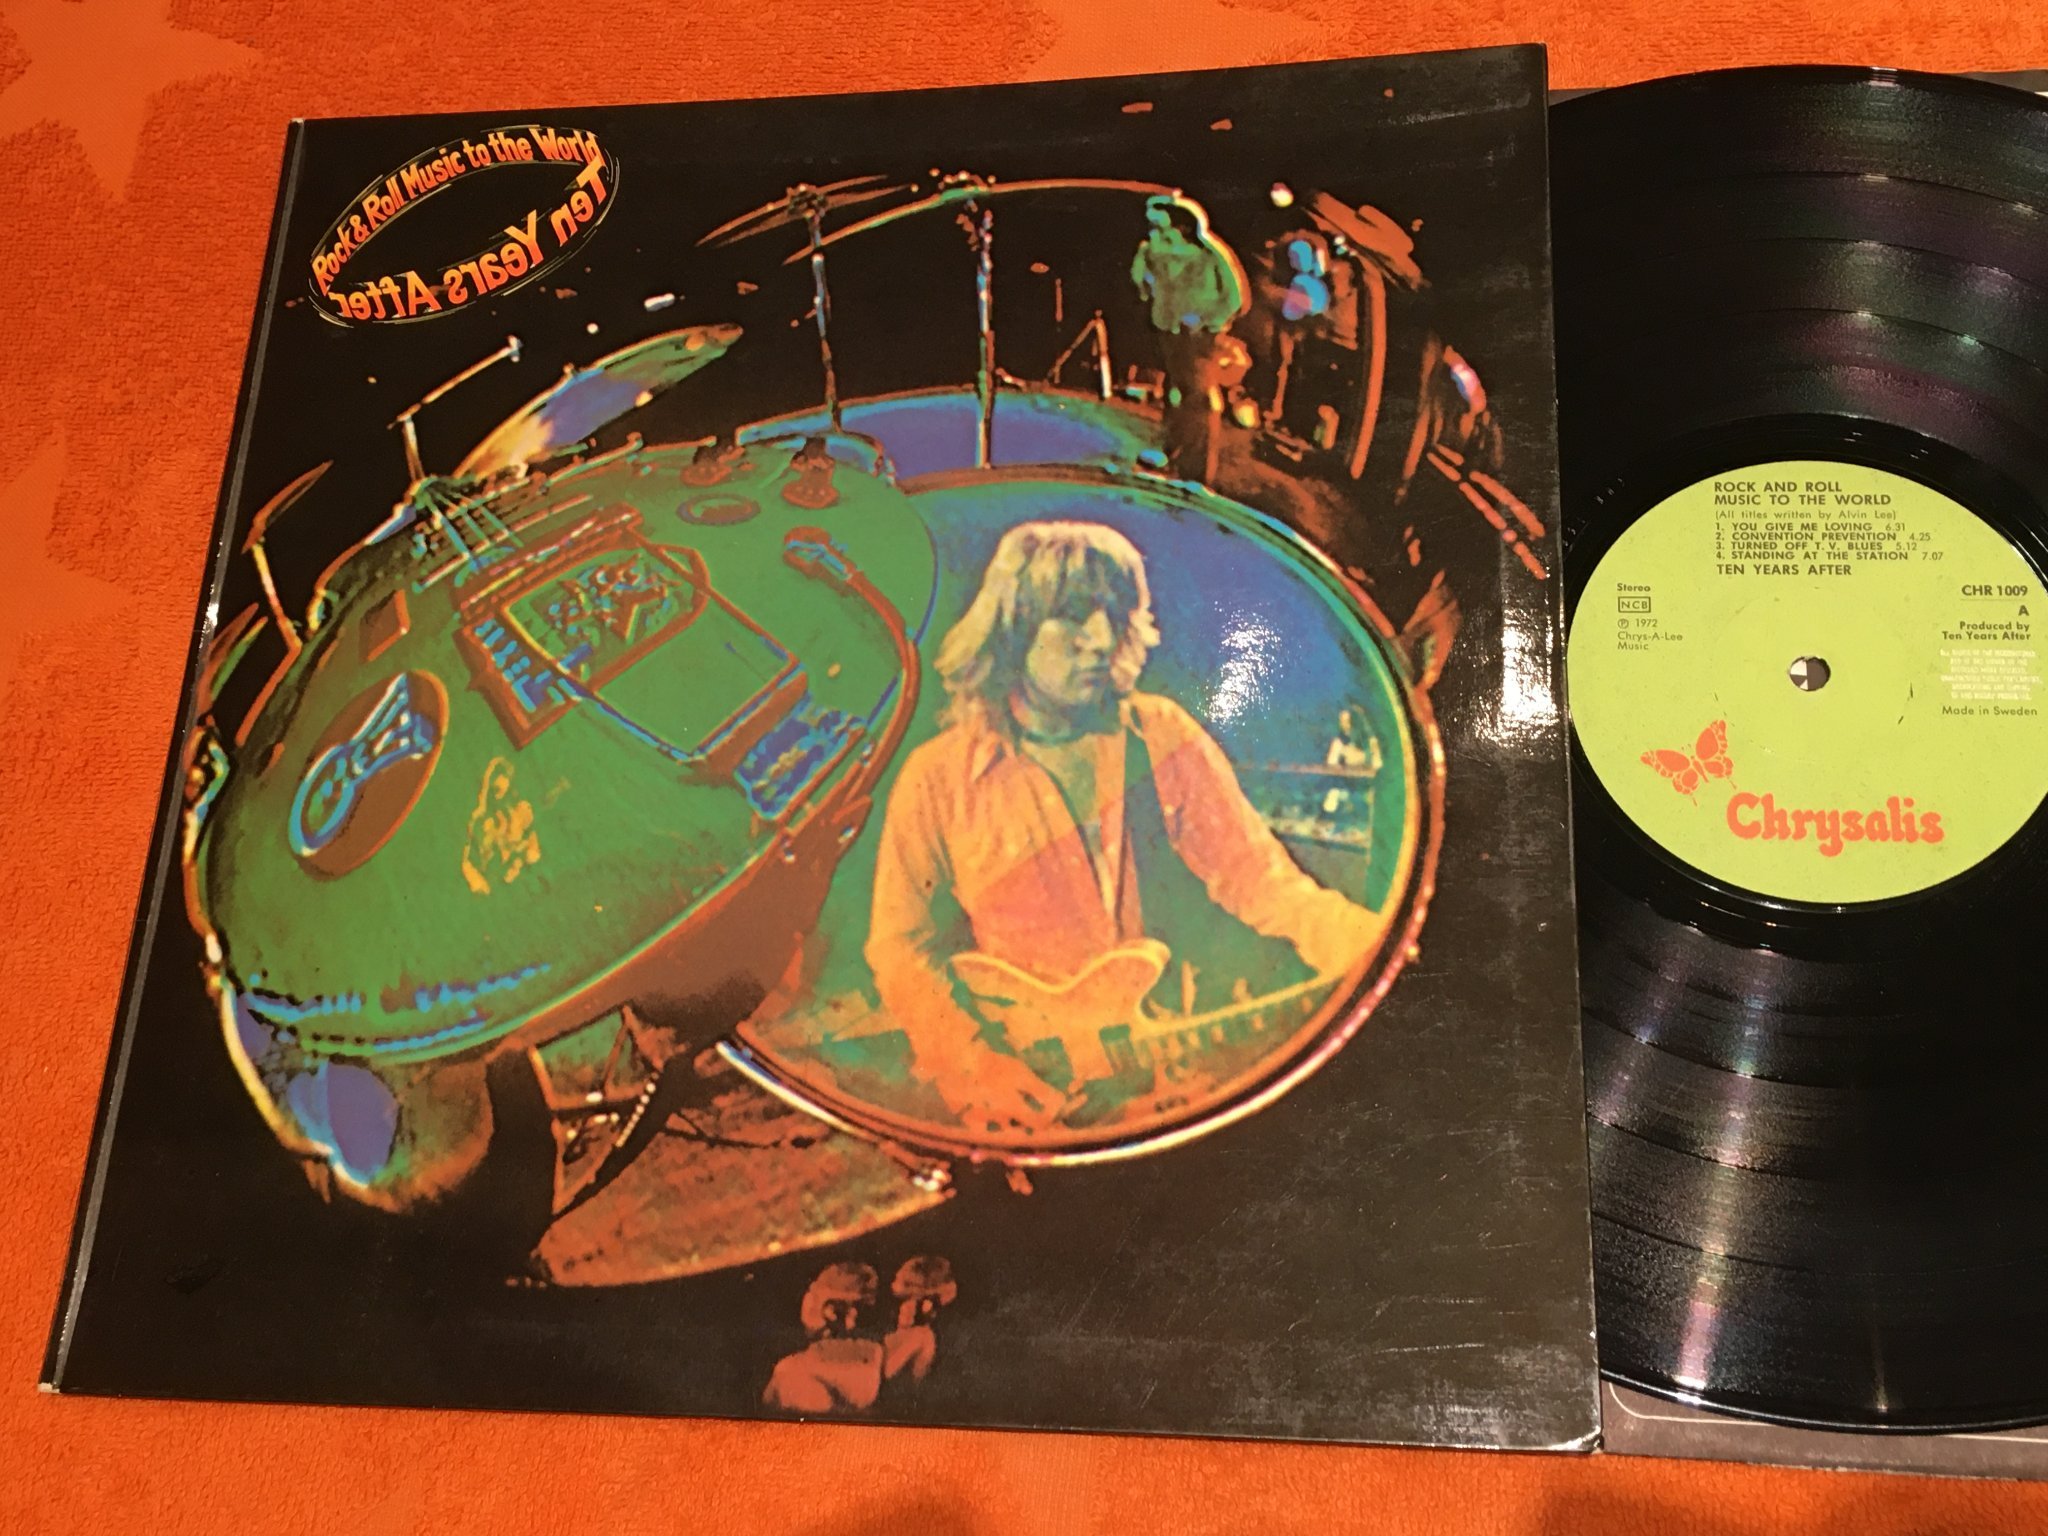 Rock & Roll Music to the World
Ten Years After
ROCK AND ROLL
MUSIC TO THE WORLD
(All titles written by Alvin Lee)
1. YOU GIVE ME LOVING 6.31
2. CONVENTION PREVENTION 4.25
3. TURNED OFF T.V. BLUES 5.12
4. STANDING AT THE STATION 7.07
TEN YEARS AFTER
Stereo
NCB
℗ 1972
Chrys-A-Lee
Music
CHR 1009
A
Produced by
Ten Years After
Made in Sweden
Chrysalis